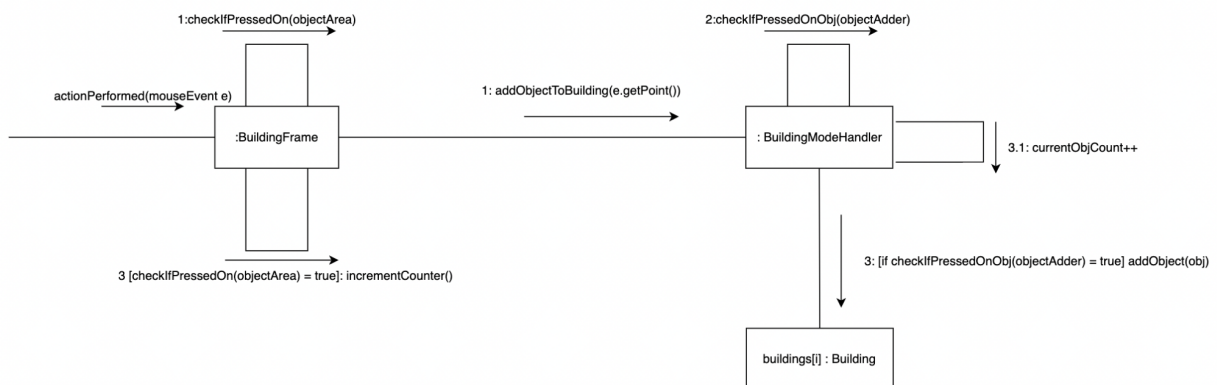 1:checkIfPressedOn(objectArea)
2:checkIfPressedOnObj(objectAdder)
actionPerformed(mouseEvent e)
1: addObjectToBuilding(e.getPoint())
:BuildingFrame
: BuildingModeHandler
3.1: currentObjCount++
3 [checkIfPressedOn(objectArea) = true]: incrementCounter()
3: [if checkIfPressedOnObj(objectAdder) = true] addObject(obj)
buildings[i] : Building